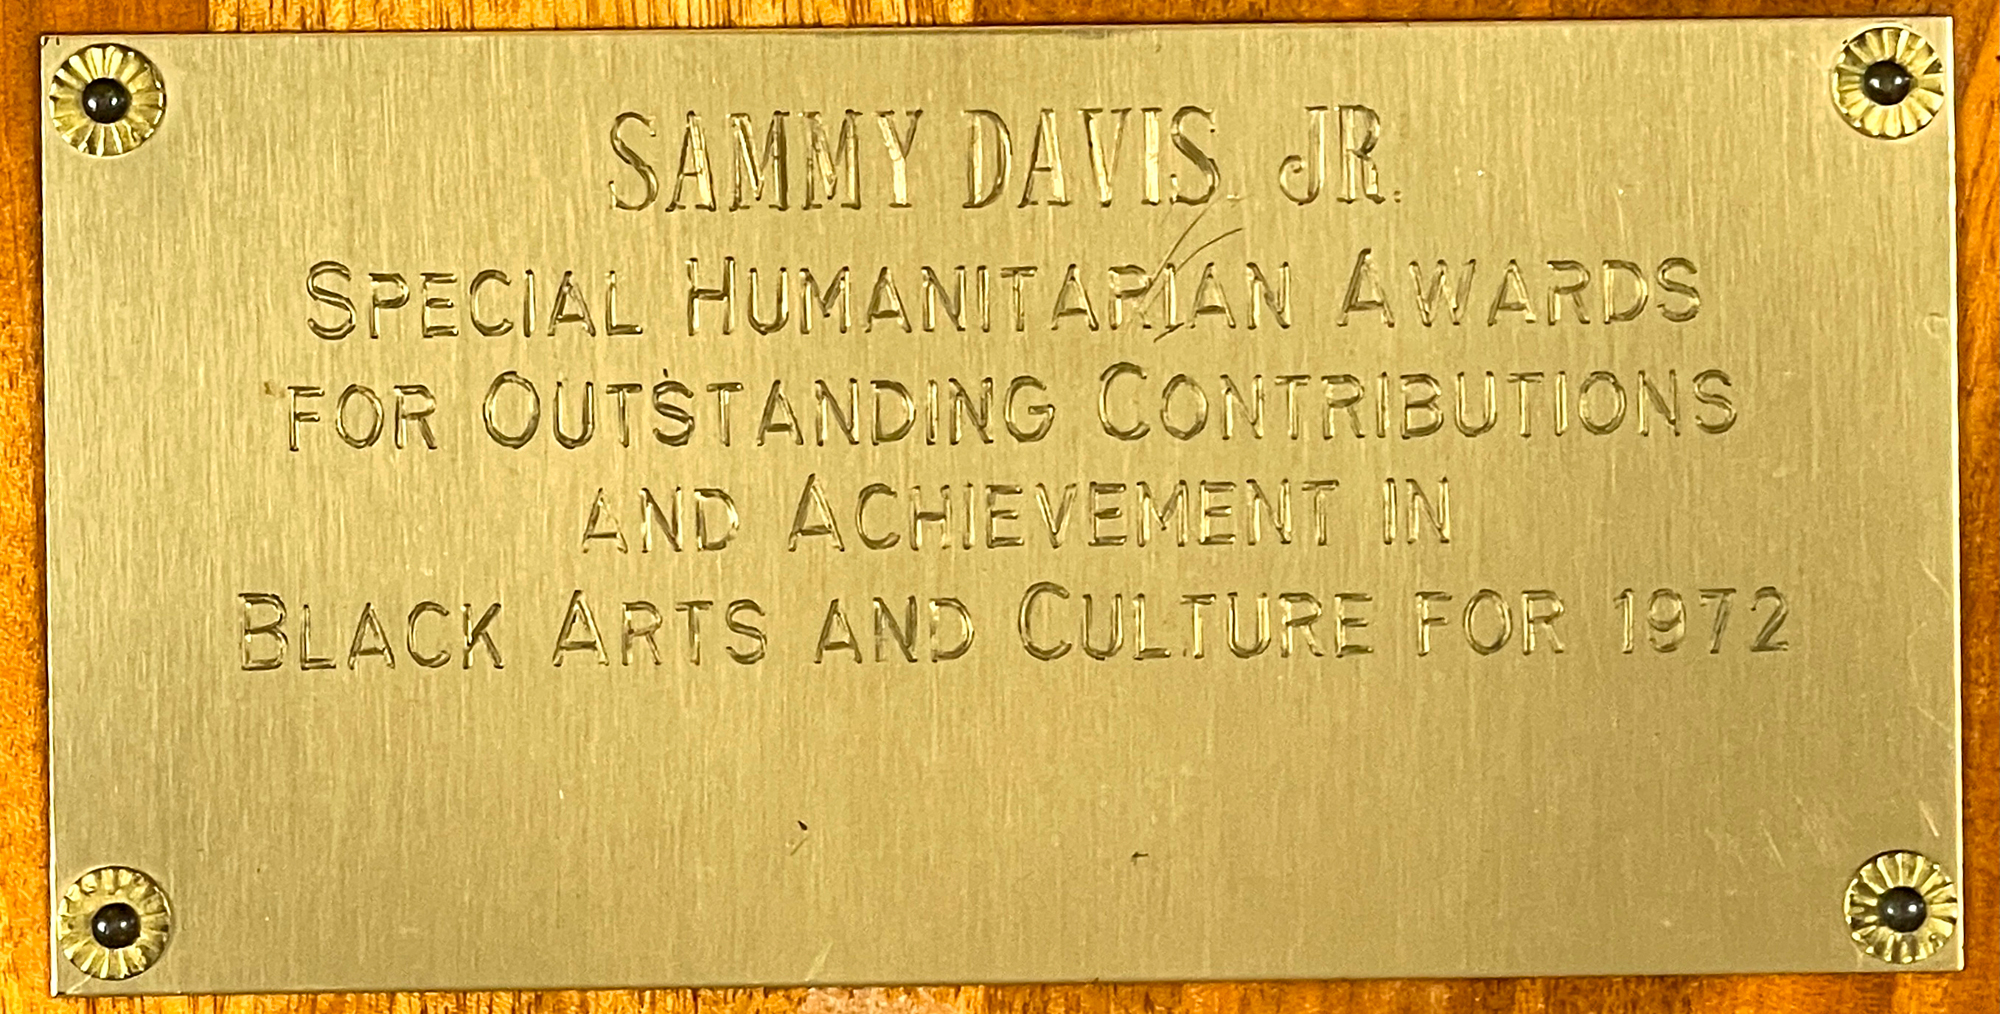 SAMMY DAVIS. JR.
SPECIAL HUMANITARIAN AWARDS
FOR OUTSTANDING CONTRIBUTIONS
AND ACHIEVEMENT IN
BLACK ARTS AND CULTURE FOR 1972